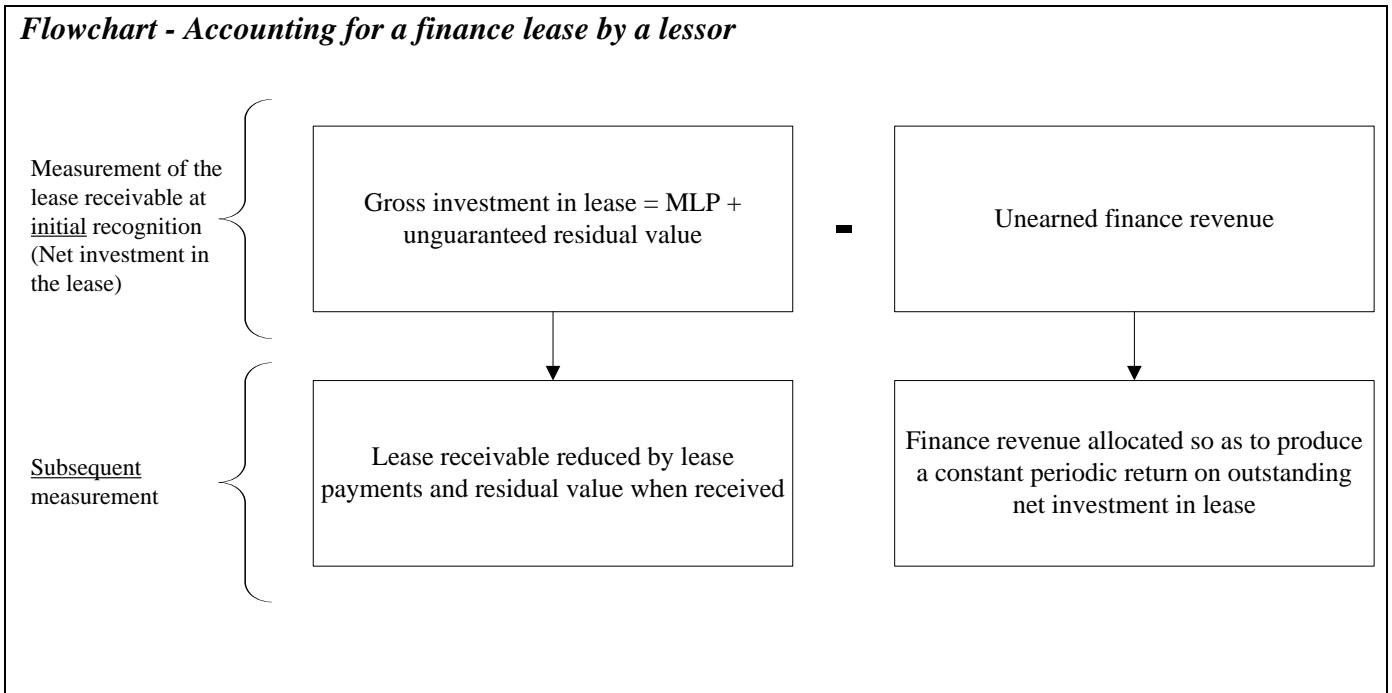 Flowchart - Accounting for a finance lease by a lessor
Measurement of the
lease receivable at
initial recognition
(Net investment in
the lease)
Gross investment in lease = MLP +
unguaranteed residual value
-
Unearned finance revenue
Subsequent
measurement
Lease receivable reduced by lease
payments and residual value when received
Finance revenue allocated so as to produce
a constant periodic return on outstanding
net investment in lease